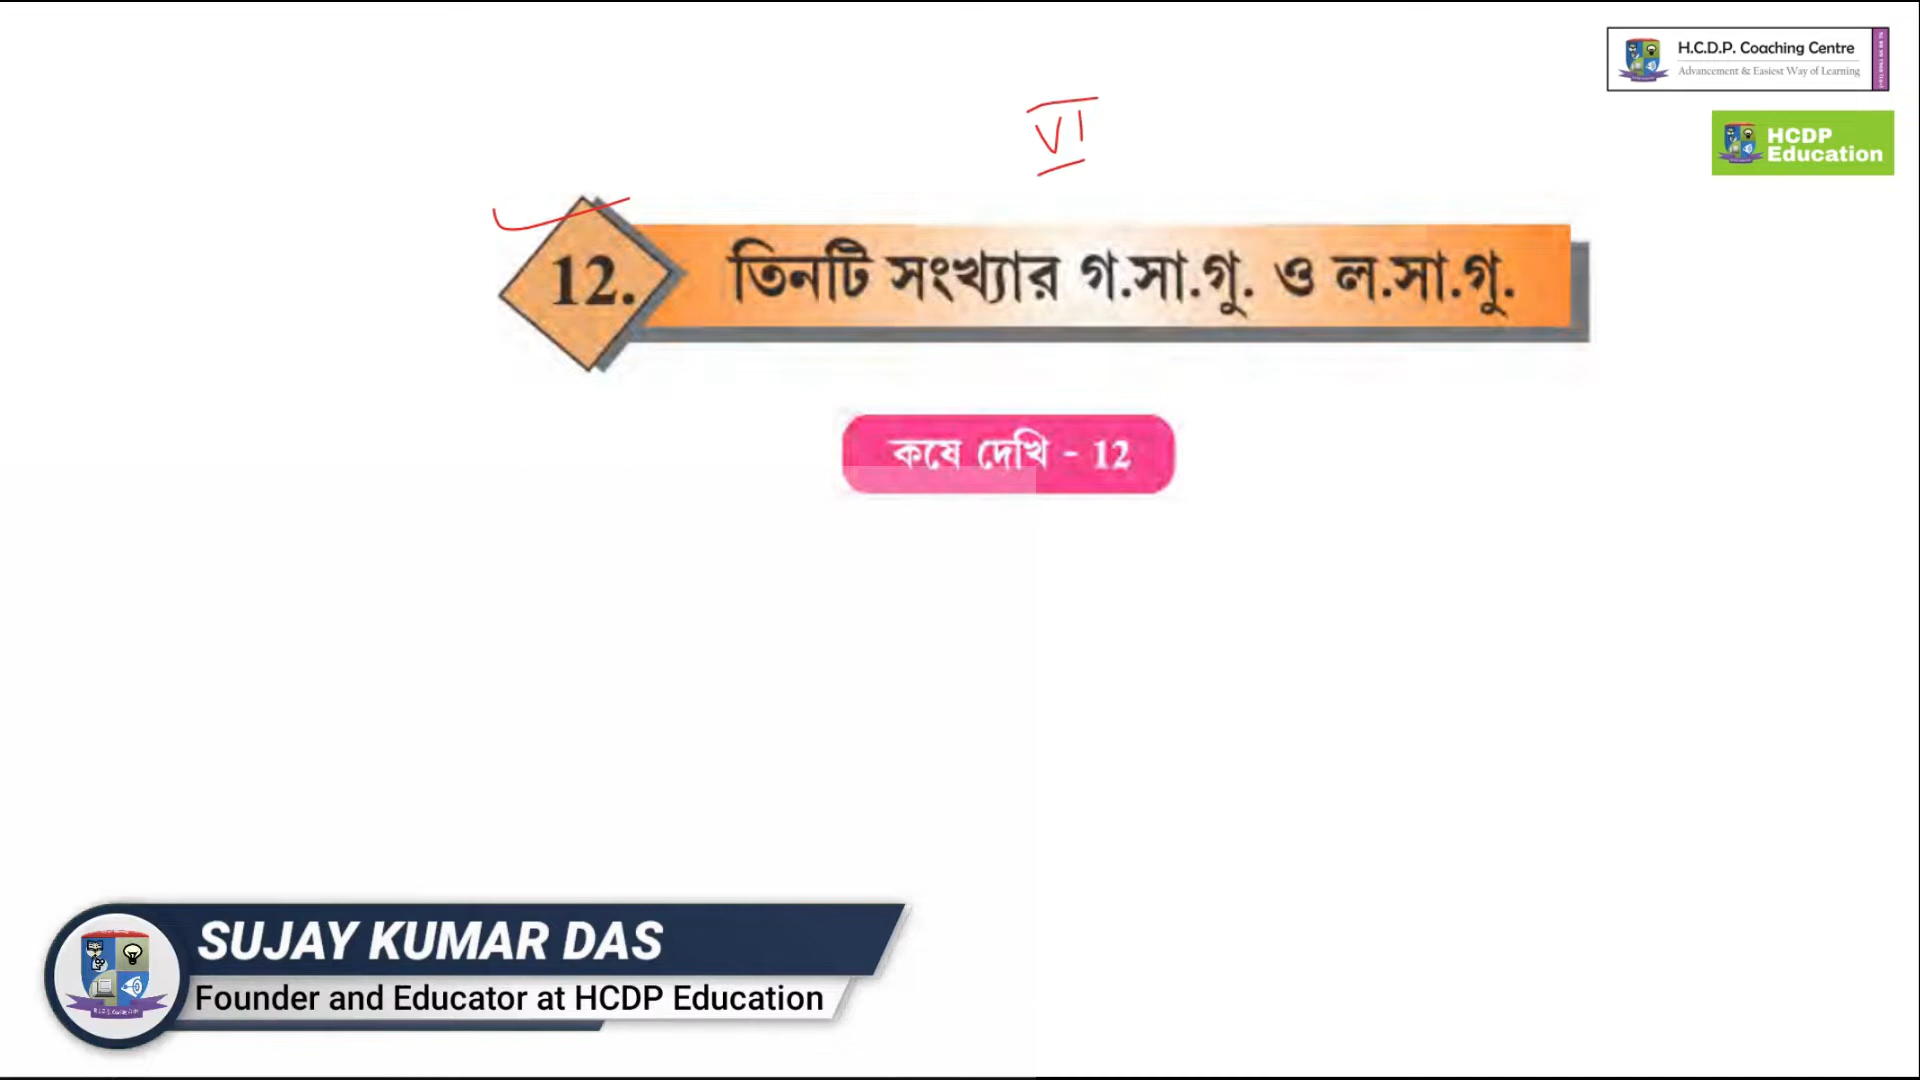 H.C.D.P. Coaching Centre
Advancement & Easiest Way of Learning
HCDP
Education
VI
12. তিনটি সংখ্যার গ.সা.গু. ও ল.সা.গু.
কষে দেখি - 12
SUJAY KUMAR DAS
Founder and Educator at HCDP Education